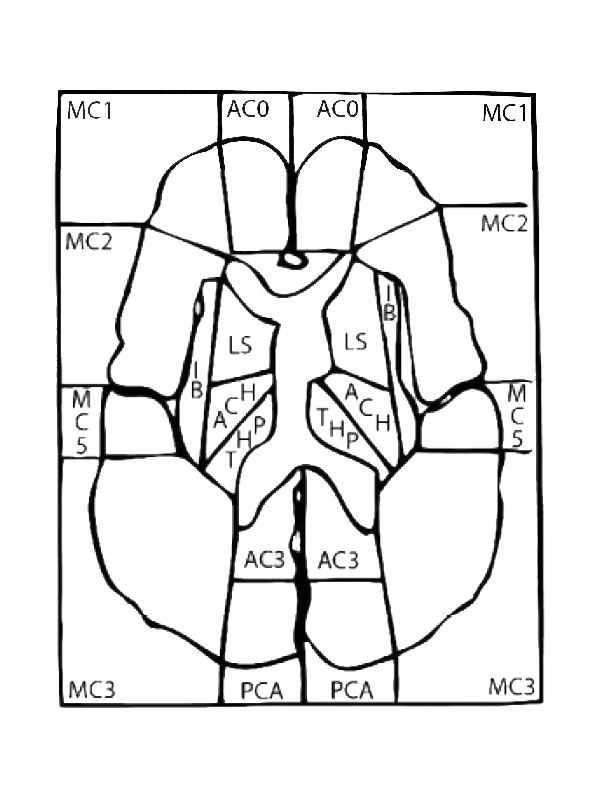 MC1 AC0 AC0 MC1
MC2 MC2
IB
LS LS
IB
ACH ACH
THP THP
MC5 MC5
AC3 AC3
MC3 PCA PCA MC3